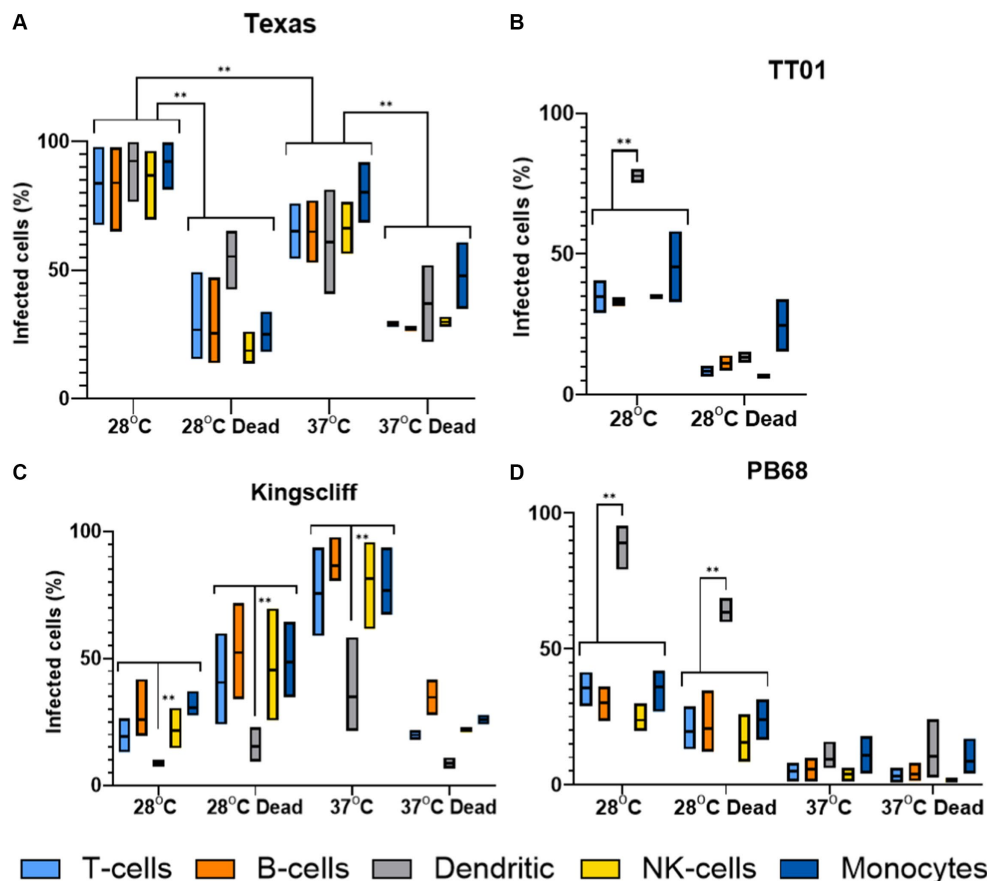 A
Texas
Infected cells (%)
100
50
0
**
**
**
28°C
28°C Dead
37°C
37°C Dead
B
TT01
Infected cells (%)
100
50
0
**
28°C
28°C Dead
C
Kingscliff
Infected cells (%)
100
50
0
**
**
**
28°C
28°C Dead
37°C
37°C Dead
D
PB68
100
50
0
**
**
28°C
28°C Dead
37°C
37°C Dead
T-cells B-cells Dendritic NK-cells Monocytes